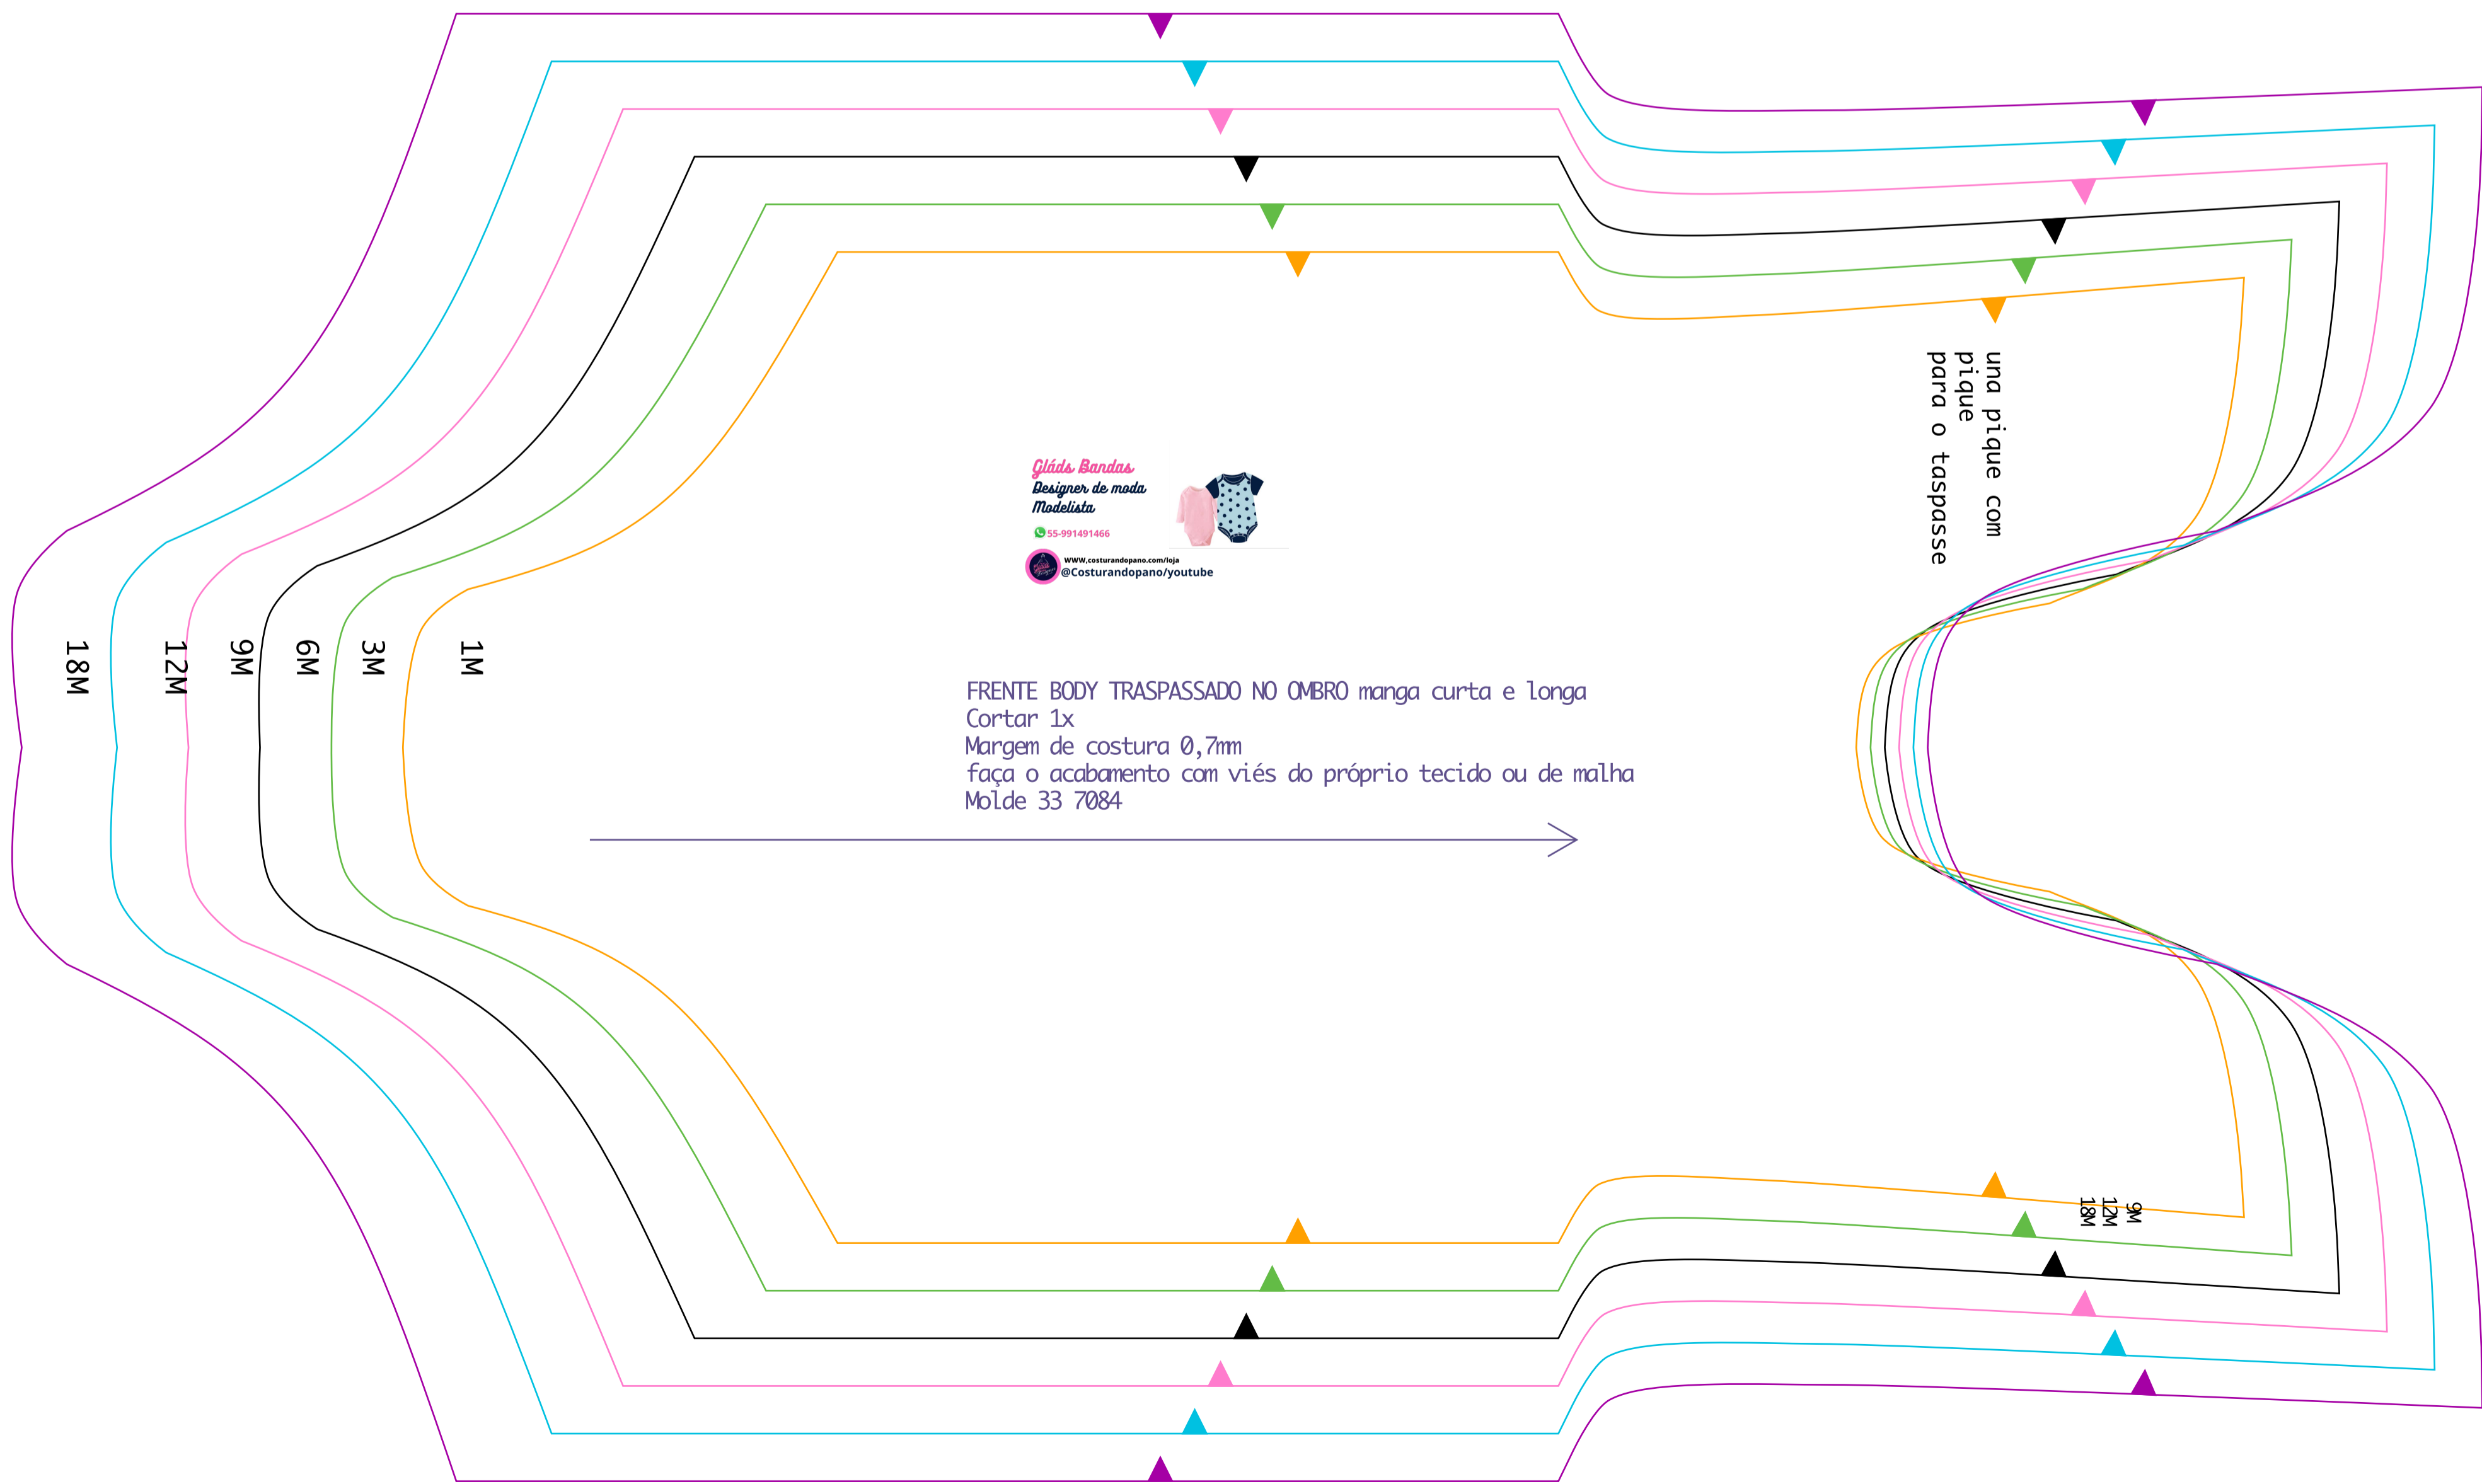 Gláds Bandas
Designer de moda
Modelista
55-991491466
WWW,costurandopano.com/loja
@Costurandopano/youtube
una pique com
pique
para o taspasse
18M
12M
9M
6M
3M
1M
FRENTE BODY TRASPASSADO NO OMBRO manga curta e longa
Cortar 1x
Margem de costura 0,7mm
faça o acabamento com viés do próprio tecido ou de malha
Molde 33 7084
9M
12M
18M